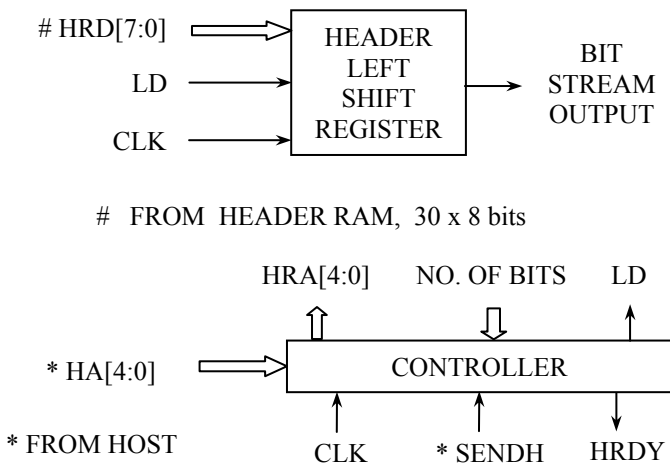 # HRD[7:0]
LD
CLK
HEADER
LEFT
SHIFT
REGISTER
BIT
STREAM
OUTPUT
# FROM HEADER RAM, 30 x 8 bits
HRA[4:0] NO. OF BITS LD
* HA[4:0]
CONTROLLER
* FROM HOST
CLK * SENDH HRDY